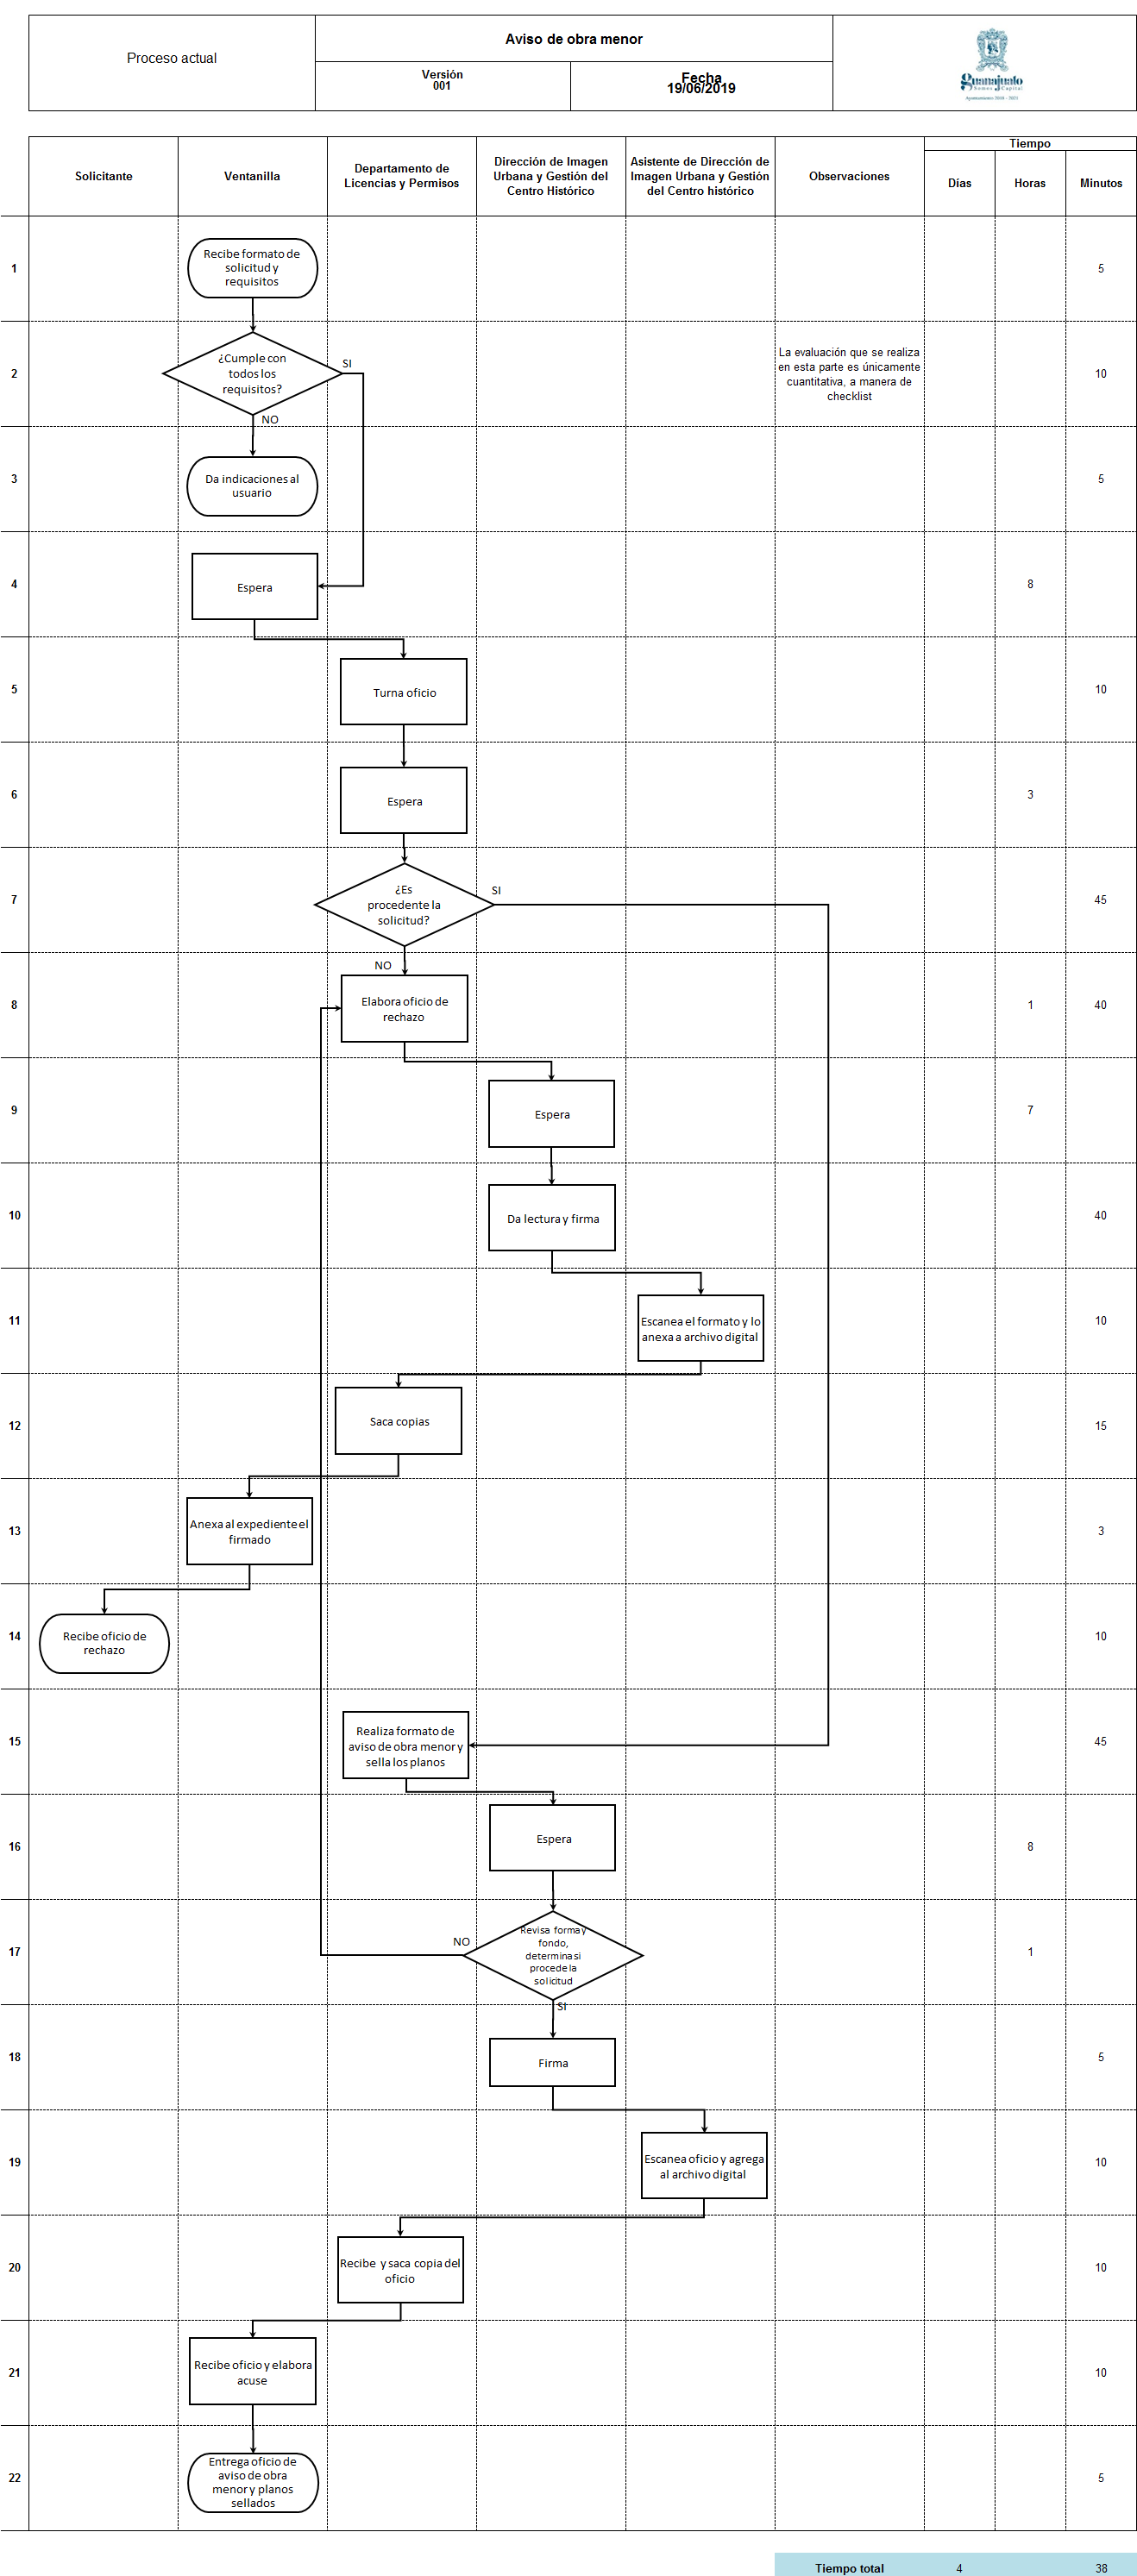 Proceso actual
Aviso de obra menor
Versión
001
Fecha
19/06/2019
Guanajuato
Somos Capital
Ayuntamiento 2018 - 2021
Solicitante
Ventanilla
Departamento de
Licencias y Permisos
Dirección de Imagen
Urbana y Gestión del
Centro Histórico
Asistente de Dirección de
Imagen Urbana y Gestión
del Centro histórico
Observaciones
Tiempo
Días
Horas
Minutos
1
Recibe formato de
solicitud y
requisitos
5
2
¿Cumple con
todos los
requisitos?
SI
NO
La evaluación que se realiza
en esta parte es únicamente
cuantitativa, a manera de
checklist
10
3
Da indicaciones al
usuario
5
4
Espera
8
5
Turna oficio
10
6
Espera
3
7
¿Es
procedente la
solicitud?
SI
NO
45
8
Elabora oficio de
rechazo
1
40
9
Espera
7
10
Da lectura y firma
40
11
Escanea el formato y lo
anexa a archivo digital
10
12
Saca copias
15
13
Anexa al expediente el
firmado
3
14
Recibe oficio de
rechazo
10
15
Realiza formato de
aviso de obra menor y
sella los planos
45
16
Espera
8
17
NO
Revisa forma y
fondo,
determina si
procede la
solicitud
SI
1
18
Firma
5
19
Escanea oficio y agrega
al archivo digital
10
20
Recibe y saca copia del
oficio
10
21
Recibe oficio y elabora
acuse
10
22
Entrega oficio de
aviso de obra
menor y planos
sellados
5
Tiempo total
4
38